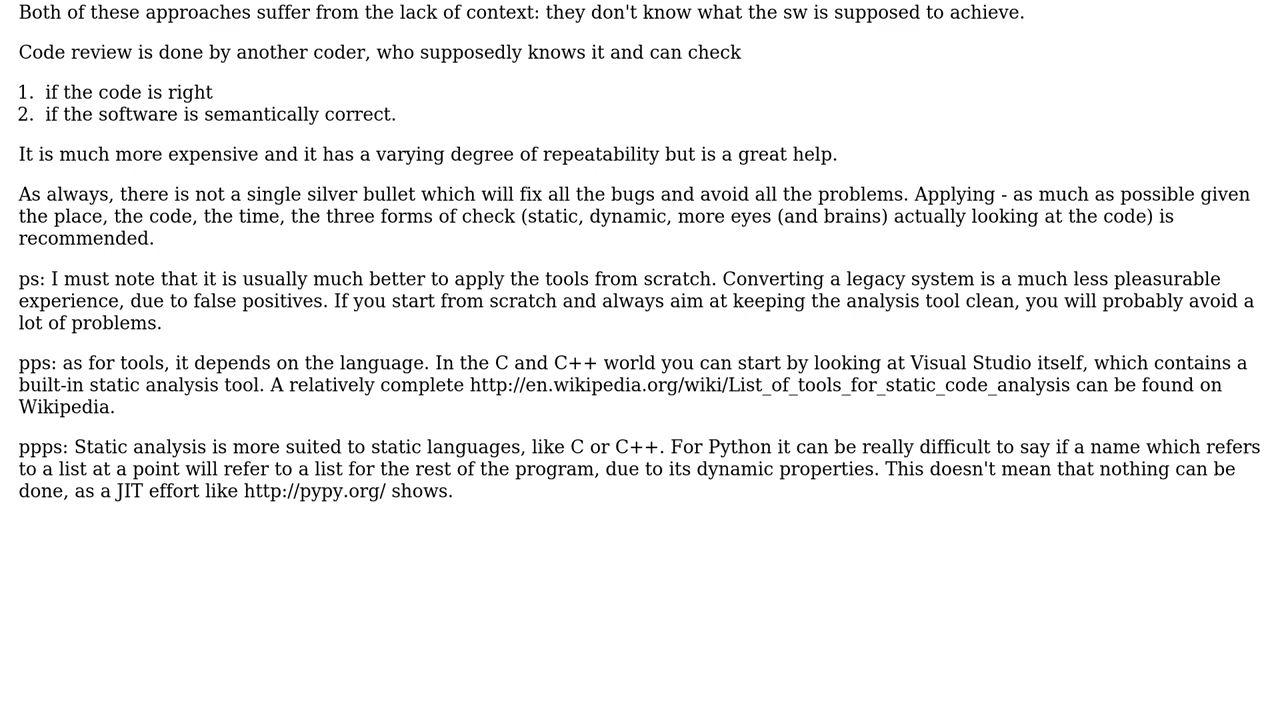 Both of these approaches suffer from the lack of context: they don't know what the sw is supposed to achieve.
Code review is done by another coder, who supposedly knows it and can check
1. if the code is right
2. if the software is semantically correct.
It is much more expensive and it has a varying degree of repeatability but is a great help.
As always, there is not a single silver bullet which will fix all the bugs and avoid all the problems. Applying - as much as possible given
the place, the code, the time, the three forms of check (static, dynamic, more eyes (and brains) actually looking at the code) is
recommended.
ps: I must note that it is usually much better to apply the tools from scratch. Converting a legacy system is a much less pleasurable
experience, due to false positives. If you start from scratch and always aim at keeping the analysis tool clean, you will probably avoid a
lot of problems.
pps: as for tools, it depends on the language. In the C and C++ world you can start by looking at Visual Studio itself, which contains a
built-in static analysis tool. A relatively complete http://en.wikipedia.org/wiki/List_of_tools_for_static_code_analysis can be found on
Wikipedia.
ppps: Static analysis is more suited to static languages, like C or C++. For Python it can be really difficult to say if a name which refers
to a list at a point will refer to a list for the rest of the program, due to its dynamic properties. This doesn't mean that nothing can be
done, as a JIT effort like http://pypy.org/ shows.